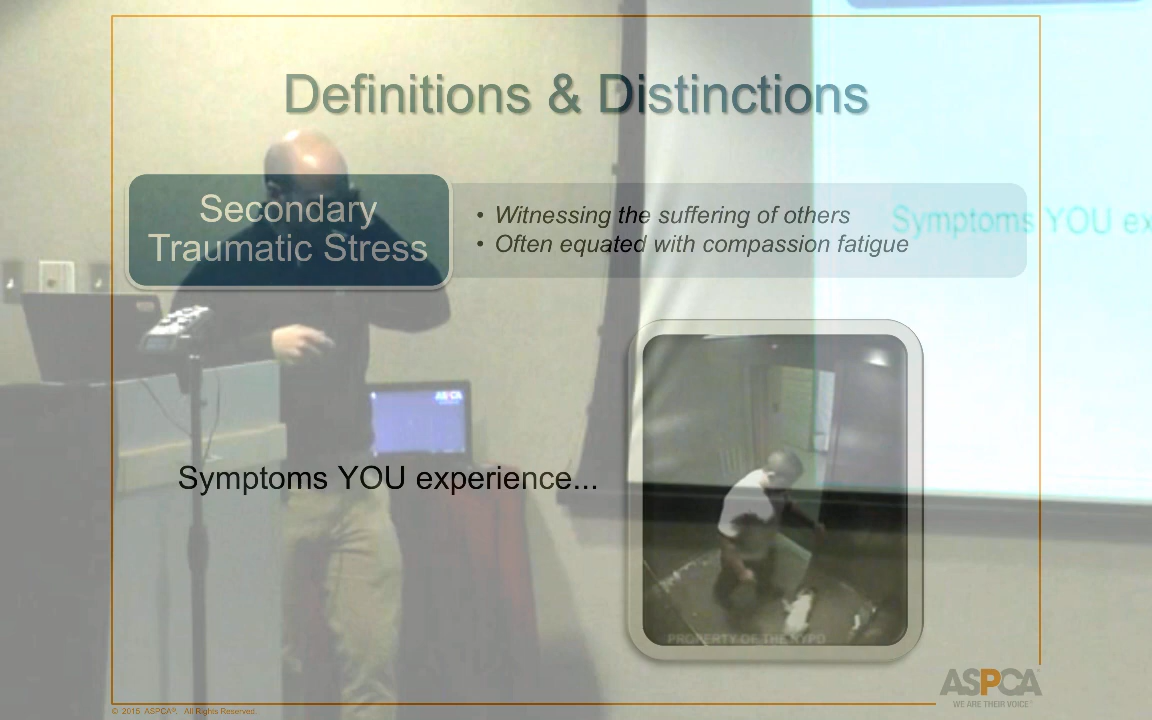 Definitions & Distinctions
Secondary
Traumatic Stress
• Witnessing the suffering of others
• Often equated with compassion fatigue
Symptoms YOU ex
ASPCA
Symptoms YOU experience...
PROPERTY OF THE NYPD
ASPCA
WE ARE THEIR VOICE
© 2015 ASPCA®. All Rights Reserved.